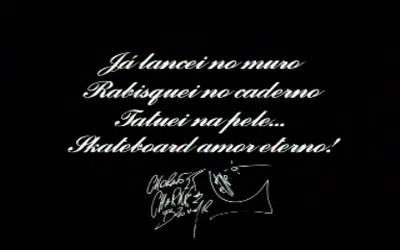 Já lancei no muro
Rabisquei no caderno
Tatuei na pele...
Skateboard amor eterno!